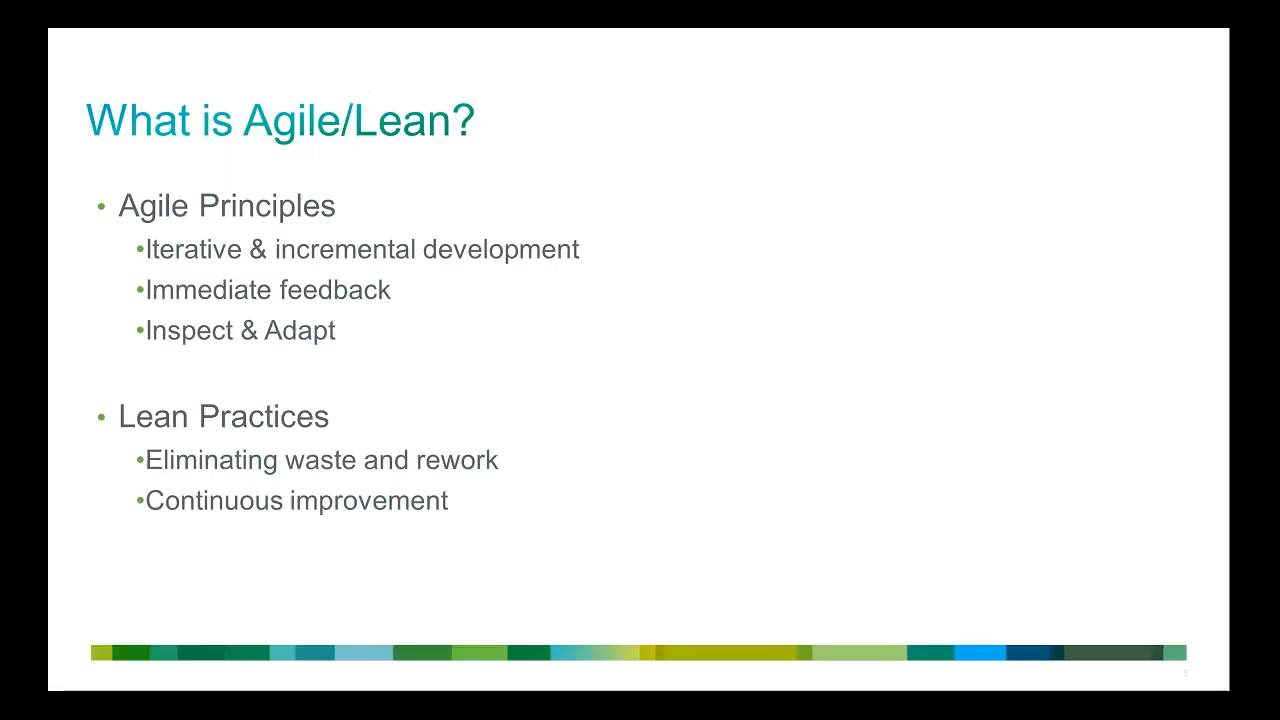 What is Agile/Lean?
• Agile Principles
•Iterative & incremental development
•Immediate feedback
•Inspect & Adapt
• Lean Practices
•Eliminating waste and rework
•Continuous improvement
5